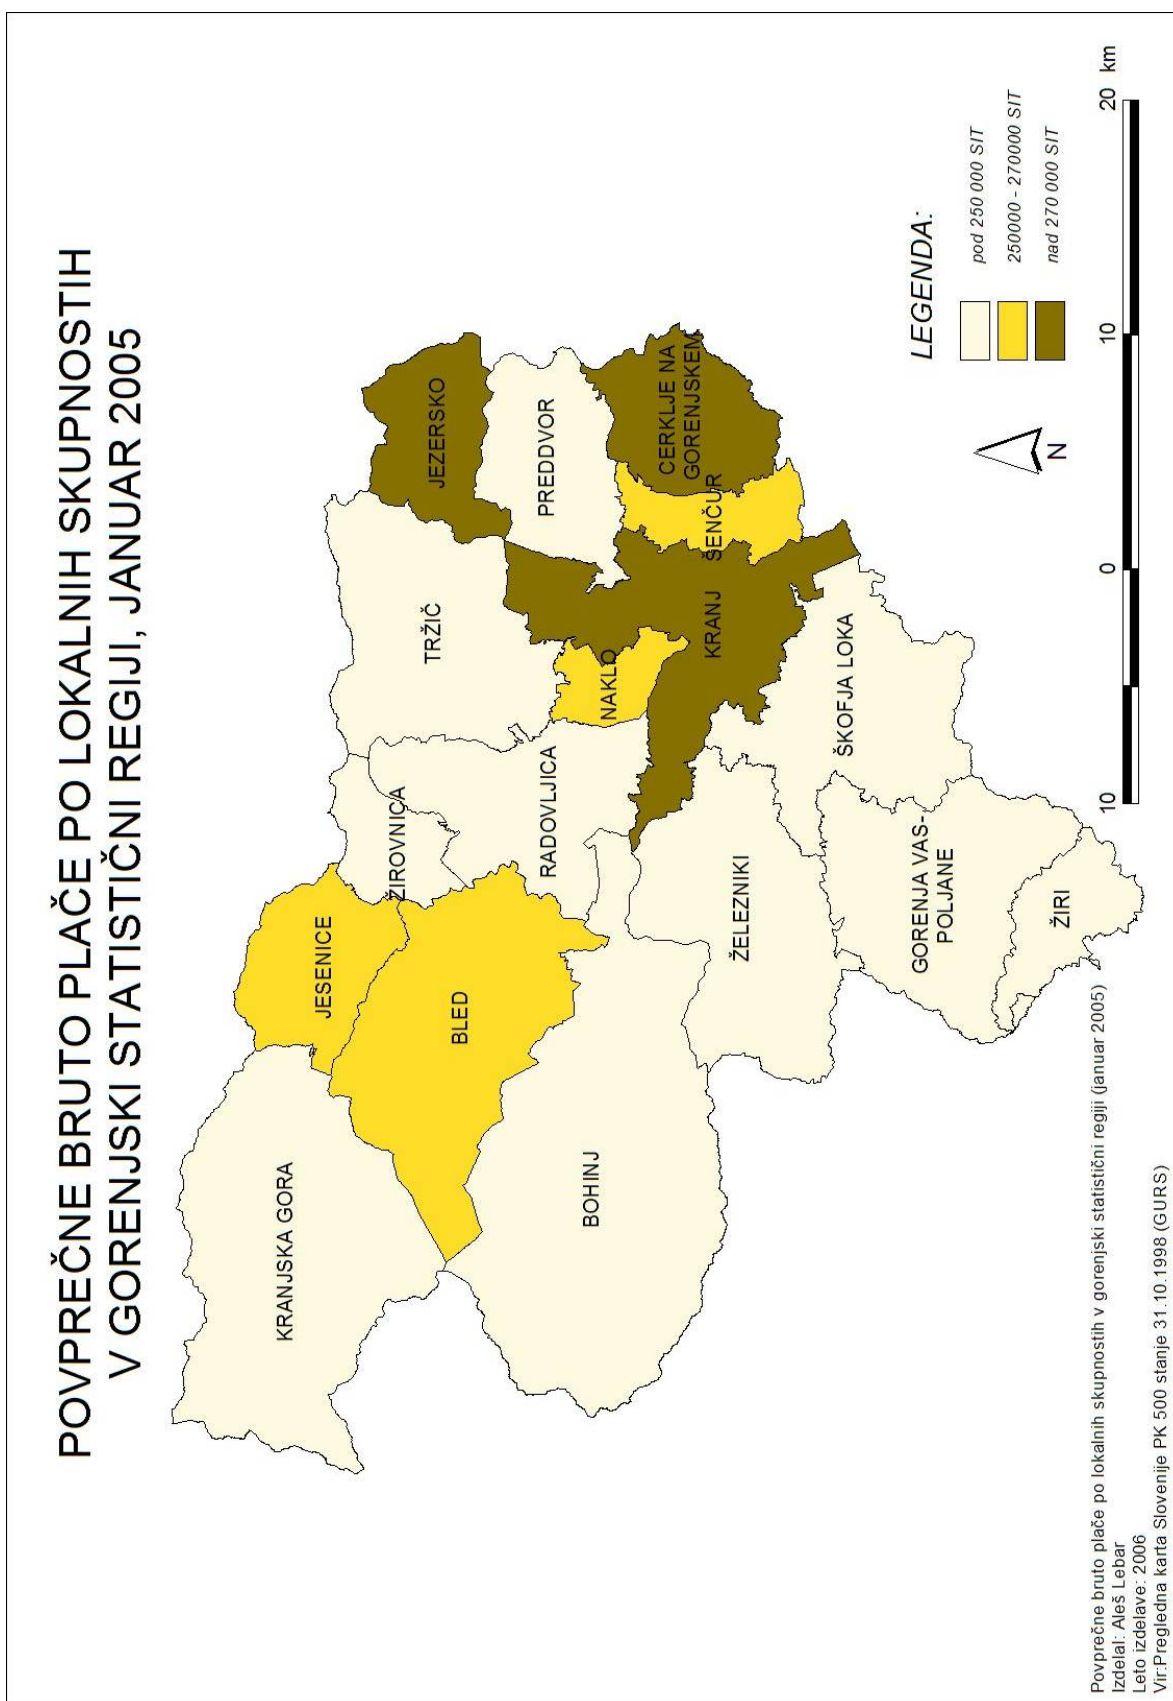 POVPREČNE BRUTO PLAČE PO LOKALNIH SKUPNOSTIH
V GORENJSKI STATISTIČNI REGIJI, JANUAR 2005
KRANJSKA GORA
JESENICE
ŽIROVNICA
TRŽIČ
JEZERSKO
BLED
BOHINJ
RADOVLJICA
NAKLO
PREDDVOR
KRANJ
ŠENČUR
CERKLJE NA
GORENJSKEM
ŽELEZNIKI
ŠKOFJA LOKA
GORENJA VAS-
POLJANE
ŽIRI
LEGENDA:
pod 250 000 SIT
250000 - 270000 SIT
nad 270 000 SIT
N
10 0 10 20 km
Povprečne bruto plače po lokalnih skupnostih v gorenjski statistični regiji (januar 2005)
Izdelal: Aleš Lebar
Leto izdelave: 2006
Vir:Pregledna karta Slovenije PK 500 stanje 31.10.1998 (GURS)